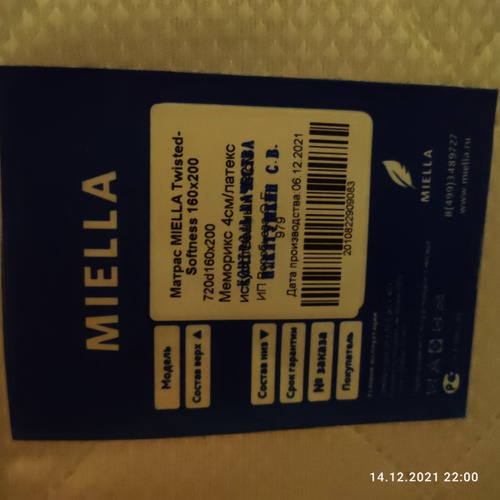 MIELLA
Матрас MIELLA Twisted-
Softness 160x200
720d160x200
Меморикс 4см/латекс
ИП
979
Дата производства:06.12.2021
2010822909083
Модель
Состав верх ▲
Состав низ ▼
Срок гарантии
№ заказа
Покупатель
MIELLA
8(499)3489727
www.miella.ru
14.12.2021 22:00